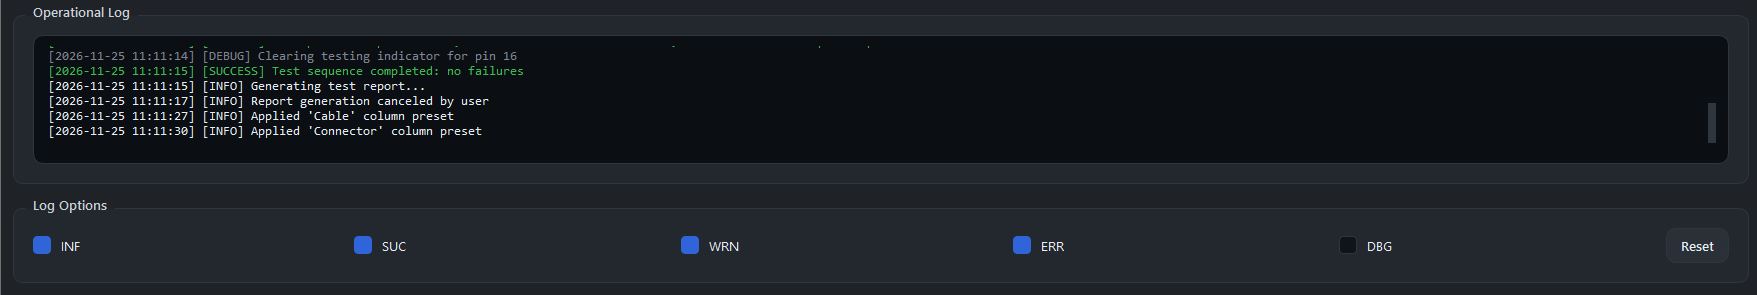 Operational Log
[2026-11-25 11:11:14] [DEBUG] Clearing testing indicator for pin 16
[2026-11-25 11:11:15] [SUCCESS] Test sequence completed: no failures
[2026-11-25 11:11:15] [INFO] Generating test report...
[2026-11-25 11:11:17] [INFO] Report generation canceled by user
[2026-11-25 11:11:27] [INFO] Applied 'Cable' column preset
[2026-11-25 11:11:30] [INFO] Applied 'Connector' column preset
Log Options
INF SUC WRN ERR DBG Reset